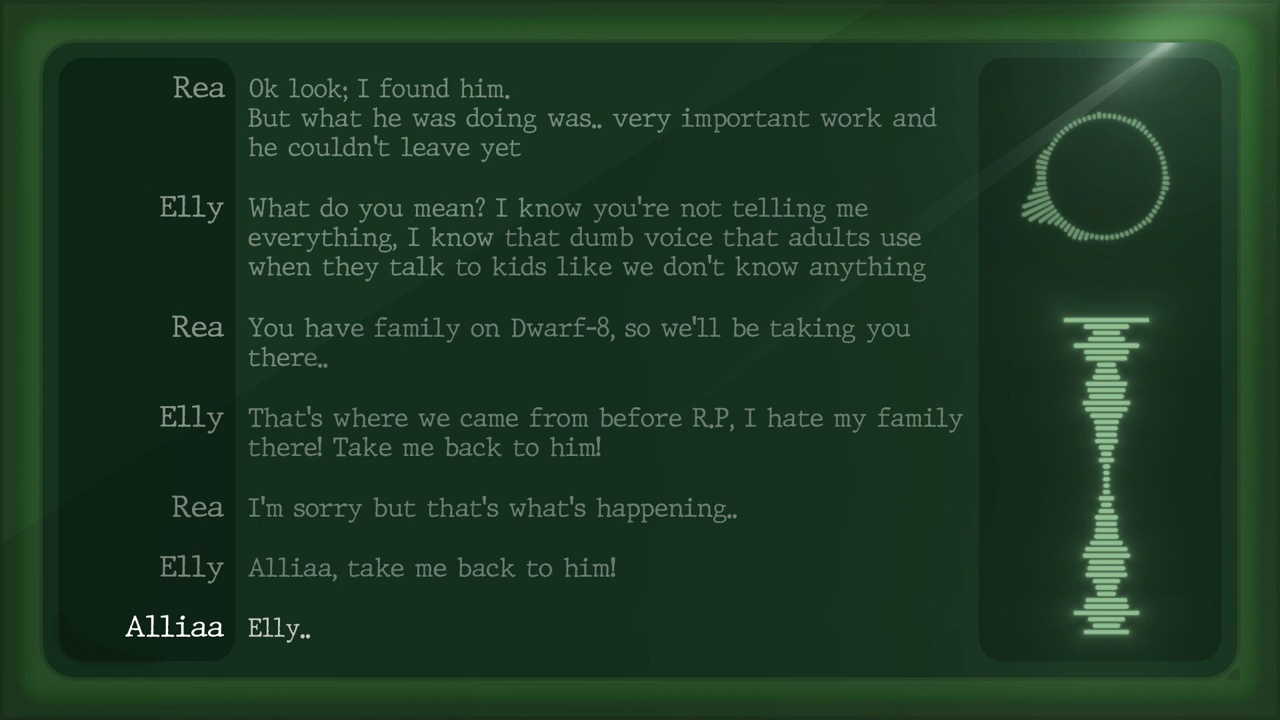 Rea Ok look; I found him.
But what he was doing was.. very important work and
he couldn't leave yet
Elly What do you mean? I know you're not telling me
everything, I know that dumb voice that adults use
when they talk to kids like we don't know anything
Rea You have family on Dwarf-8, so we'll be taking you
there..
Elly That's where we came from before R.P, I hate my family
there! Take me back to him!
Rea I'm sorry but that's what's happening..
Elly Alliaa, take me back to him!
Alliaa Elly..